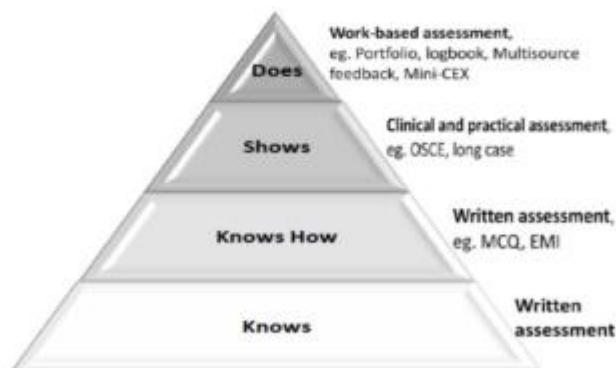 Work-based assessment,
eg. Portfolio, logbook, Multisource
feedback, Mini-CEX
Does
Clinical and practical assessment,
eg. OSCE, long case
Shows
Written assessment,
eg. MCQ, EMI
Knows How
Written
assessment
Knows